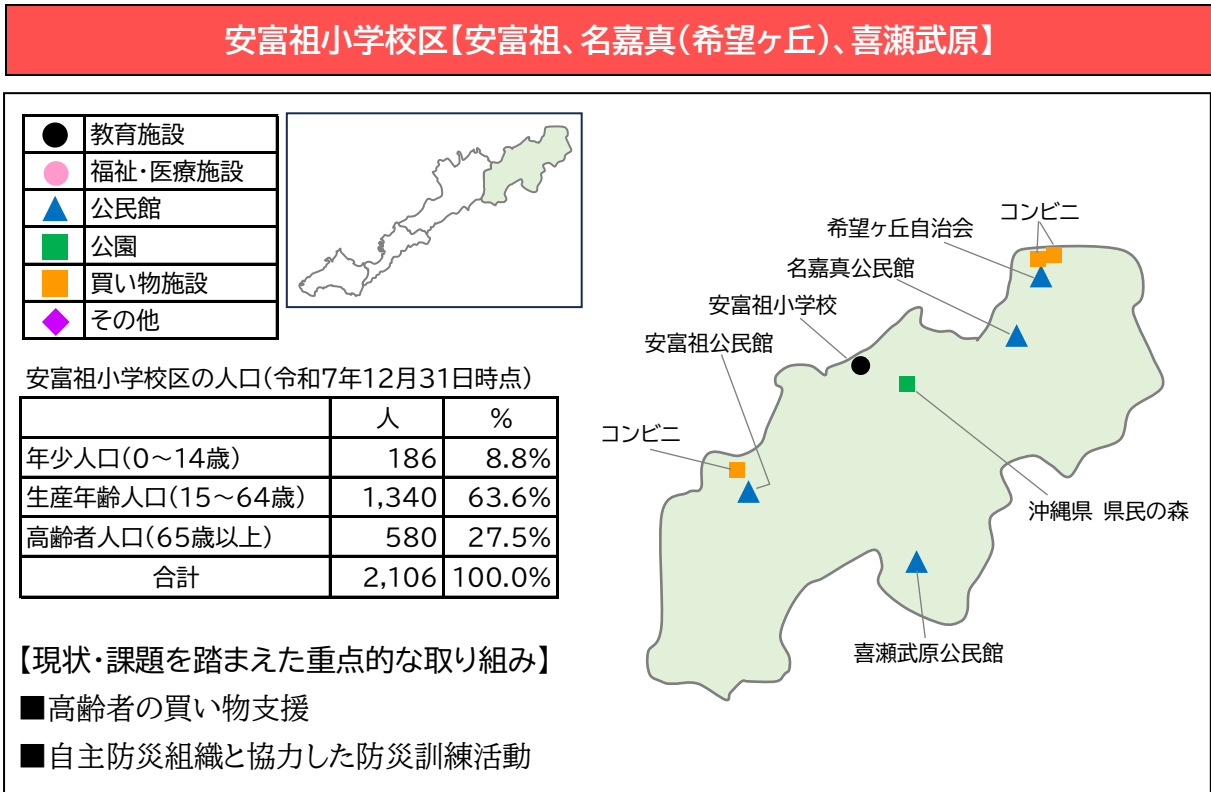 安富祖小学校区【安富祖、名嘉真(希望ヶ丘)、喜瀬武原】
教育施設
福祉・医療施設
公民館
公園
買い物施設
その他
安富祖小学校区の人口(令和7年12月31日時点)
人 %
年少人口(0～14歳) 186 8.8%
生産年齢人口(15～64歳) 1,340 63.6%
高齢者人口(65歳以上) 580 27.5%
合計 2,106 100.0%
【現状・課題を踏まえた重点的な取り組み】
■高齢者の買い物支援
■自主防災組織と協力した防災訓練活動
コンビニ
希望ヶ丘自治会
名嘉真公民館
安富祖小学校
安富祖公民館
コンビニ
沖縄県 県民の森
喜瀬武原公民館